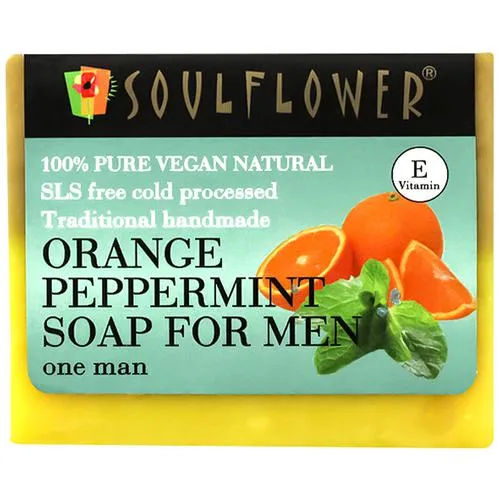 SOULFLOWER®
100% PURE VEGAN NATURAL
SLS free cold processed
Traditional handmade
E
Vitamin
ORANGE
PEPPERMINT
SOAP FOR MEN
one man